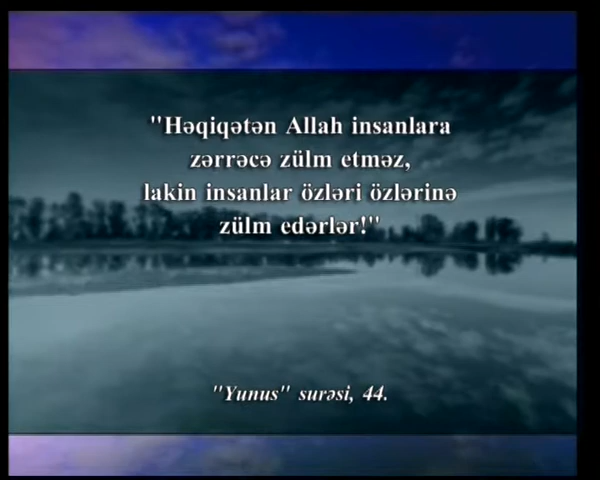 "Həqiqətən Allah insanlara
zərrəcə zülm etməz,
lakin insanlar özləri özlərinə
zülm edərlər!"
"Yunus" surəsi, 44.